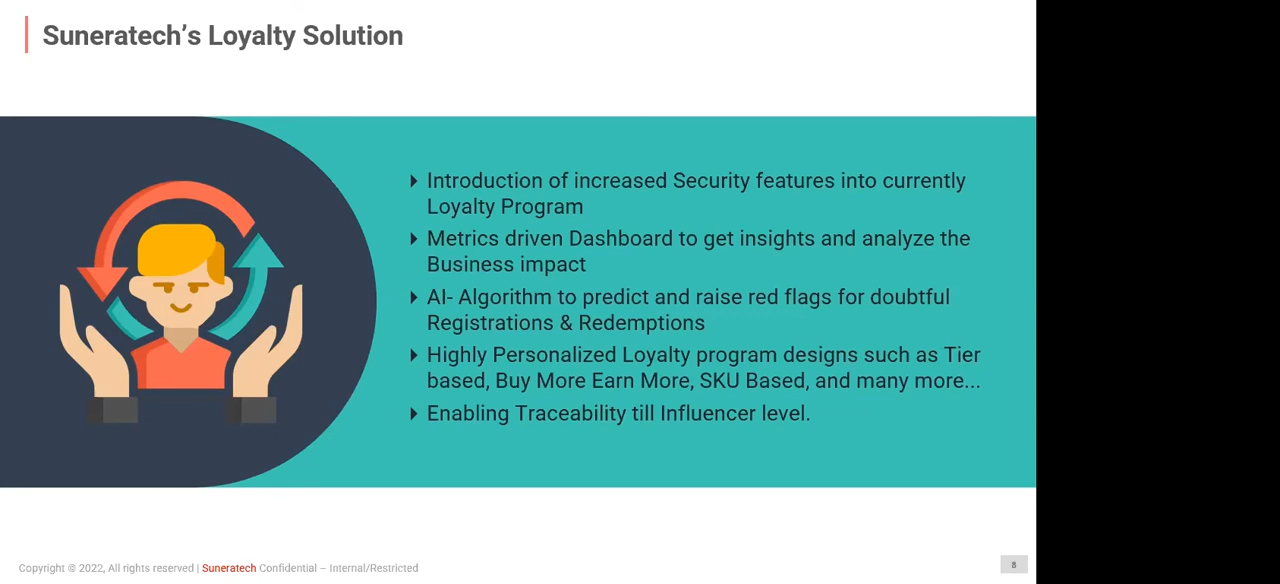 Suneratech’s Loyalty Solution
Introduction of increased Security features into currently
Loyalty Program
Metrics driven Dashboard to get insights and analyze the
Business impact
AI- Algorithm to predict and raise red flags for doubtful
Registrations & Redemptions
Highly Personalized Loyalty program designs such as Tier
based, Buy More Earn More, SKU Based, and many more...
Enabling Traceability till Influencer level.
Copyright © 2022, All rights reserved | Suneratech Confidential – Internal/Restricted
8